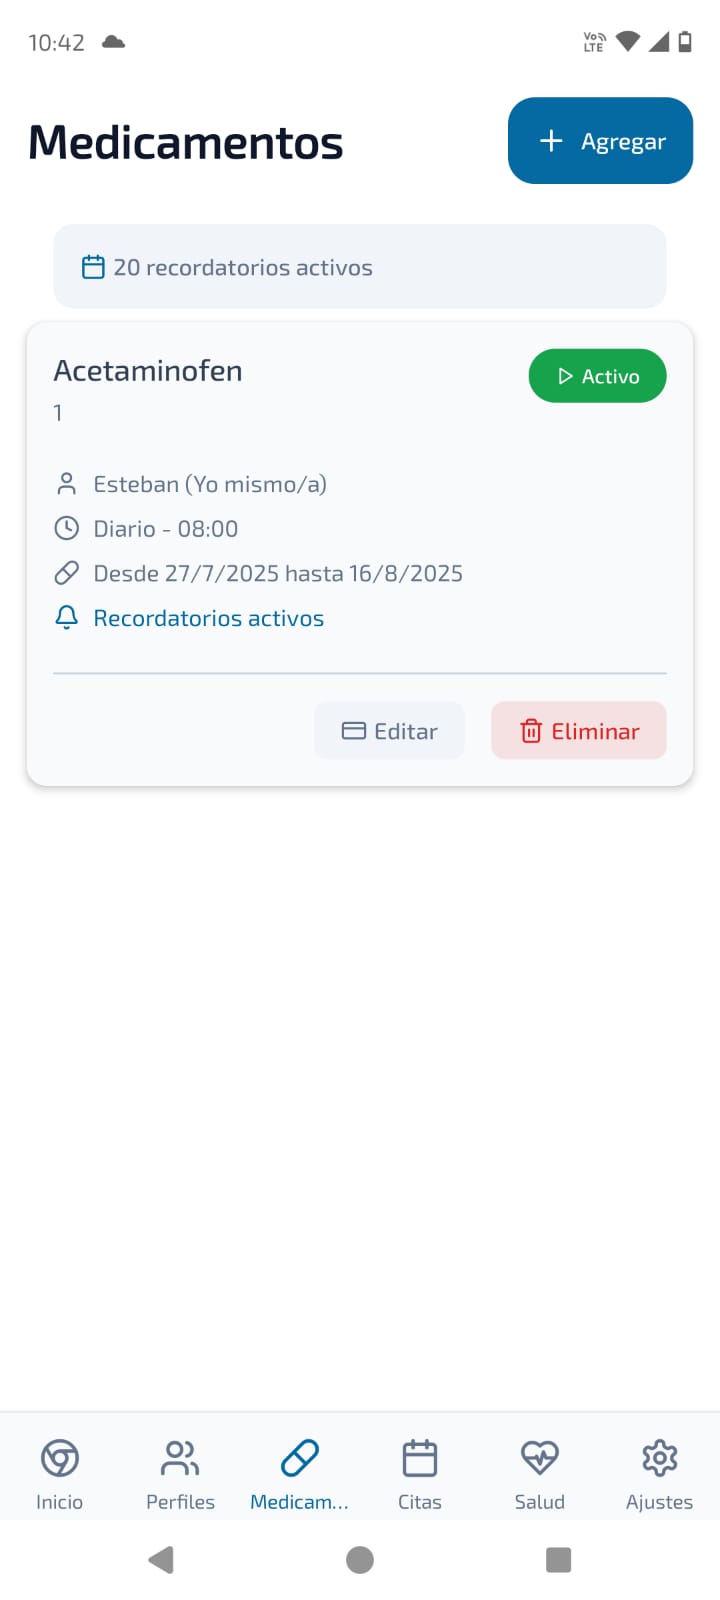 10:42
Vo)) LTE
Medicamentos
Agregar
20 recordatorios activos
Acetaminofen
Activo
1
Esteban (Yo mismo/a)
Diario - 08:00
Desde 27/7/2025 hasta 16/8/2025
Recordatorios activos
Editar
Eliminar
Inicio
Perfiles
Medicam...
Citas
Salud
Ajustes